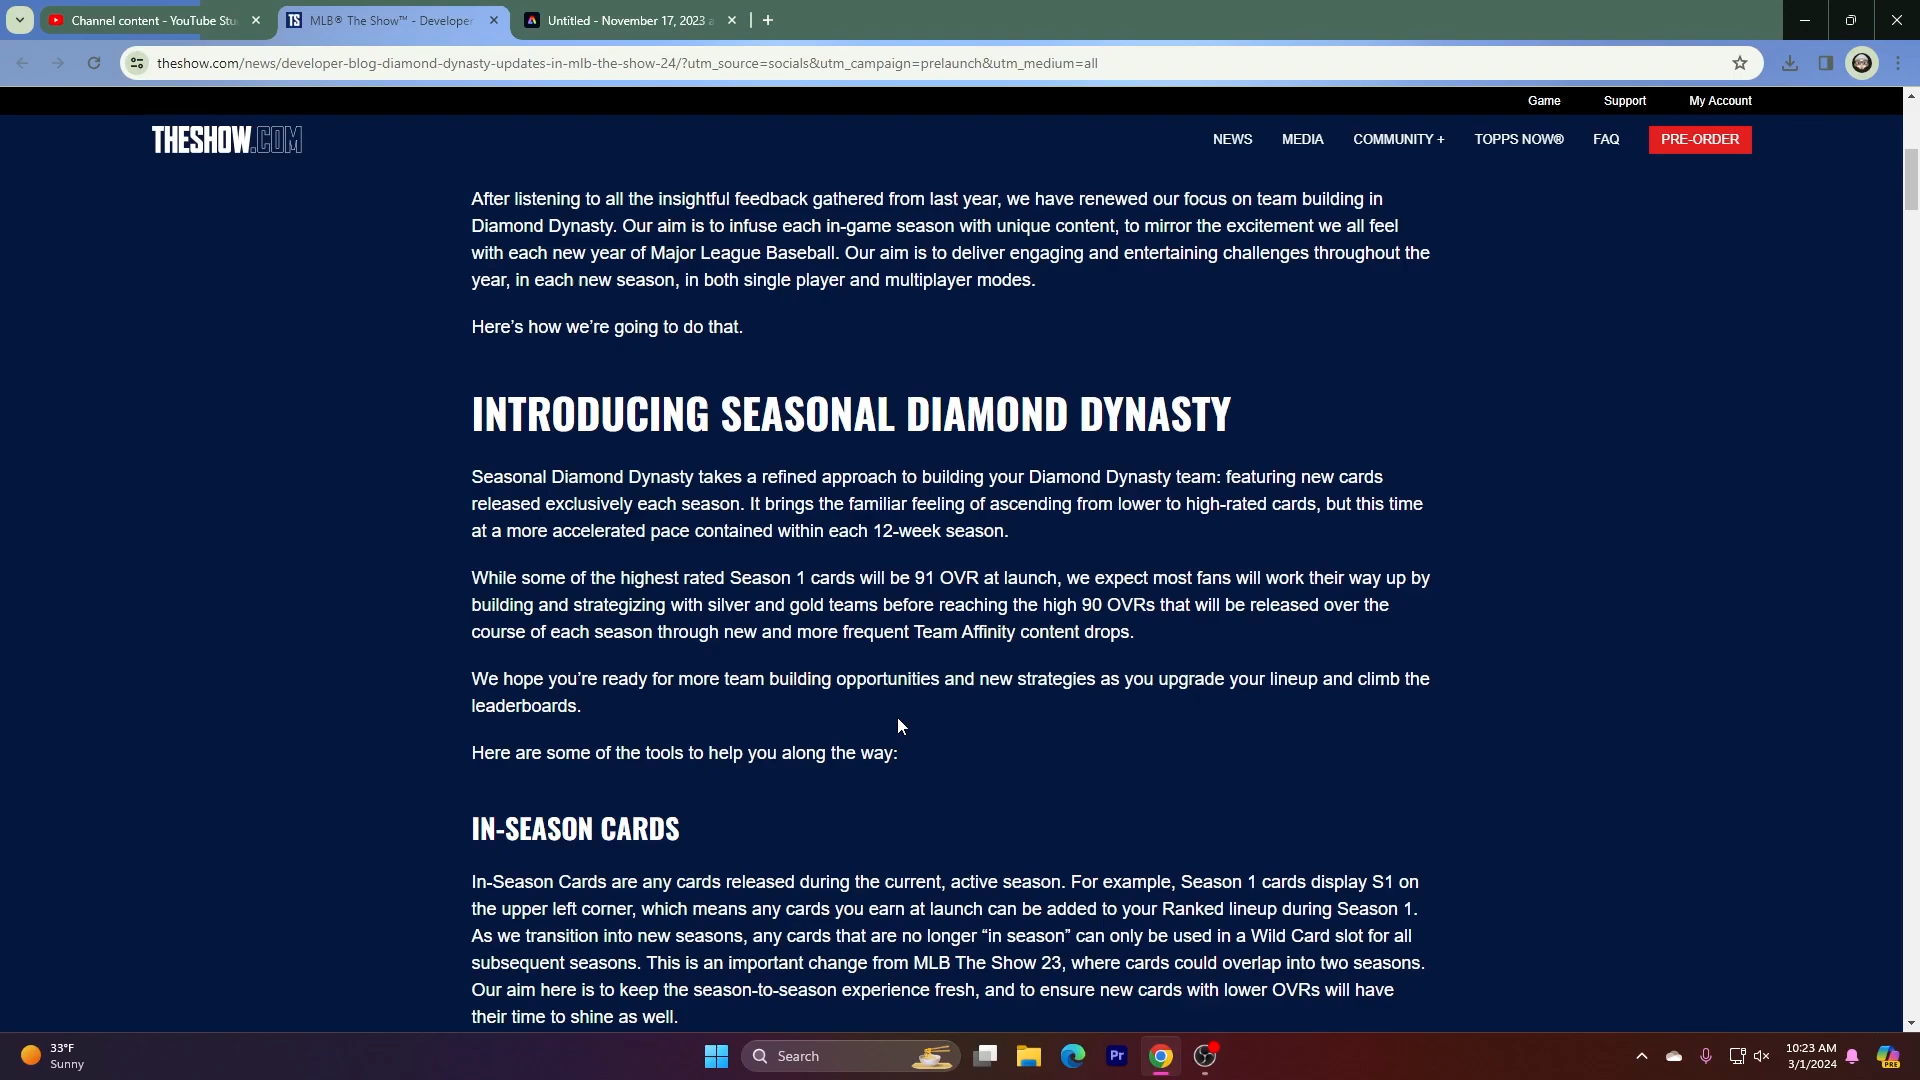 Channel content - YouTube Stu
MLB® The Show™ - Developer
Untitled - November 17, 2023 a
theshow.com/news/developer-blog-diamond-dynasty-updates-in-mlb-the-show-24/?utm_source=socials&utm_campaign=prelaunch&utm_medium=all
Game Support My Account
THESHOW.COM
NEWS MEDIA COMMUNITY + TOPPS NOW® FAQ PRE-ORDER
After listening to all the insightful feedback gathered from last year, we have renewed our focus on team building in
Diamond Dynasty. Our aim is to infuse each in-game season with unique content, to mirror the excitement we all feel
with each new year of Major League Baseball. Our aim is to deliver engaging and entertaining challenges throughout the
year, in each new season, in both single player and multiplayer modes.
Here’s how we’re going to do that.
INTRODUCING SEASONAL DIAMOND DYNASTY
Seasonal Diamond Dynasty takes a refined approach to building your Diamond Dynasty team: featuring new cards
released exclusively each season. It brings the familiar feeling of ascending from lower to high-rated cards, but this time
at a more accelerated pace contained within each 12-week season.
While some of the highest rated Season 1 cards will be 91 OVR at launch, we expect most fans will work their way up by
building and strategizing with silver and gold teams before reaching the high 90 OVRs that will be released over the
course of each season through new and more frequent Team Affinity content drops.
We hope you’re ready for more team building opportunities and new strategies as you upgrade your lineup and climb the
leaderboards.
Here are some of the tools to help you along the way:
IN-SEASON CARDS
In-Season Cards are any cards released during the current, active season. For example, Season 1 cards display S1 on
the upper left corner, which means any cards you earn at launch can be added to your Ranked lineup during Season 1.
As we transition into new seasons, any cards that are no longer “in season” can only be used in a Wild Card slot for all
subsequent seasons. This is an important change from MLB The Show 23, where cards could overlap into two seasons.
Our aim here is to keep the season-to-season experience fresh, and to ensure new cards with lower OVRs will have
their time to shine as well.
33°F
Sunny
Search
Pr
10:23 AM
3/1/2024
PRE